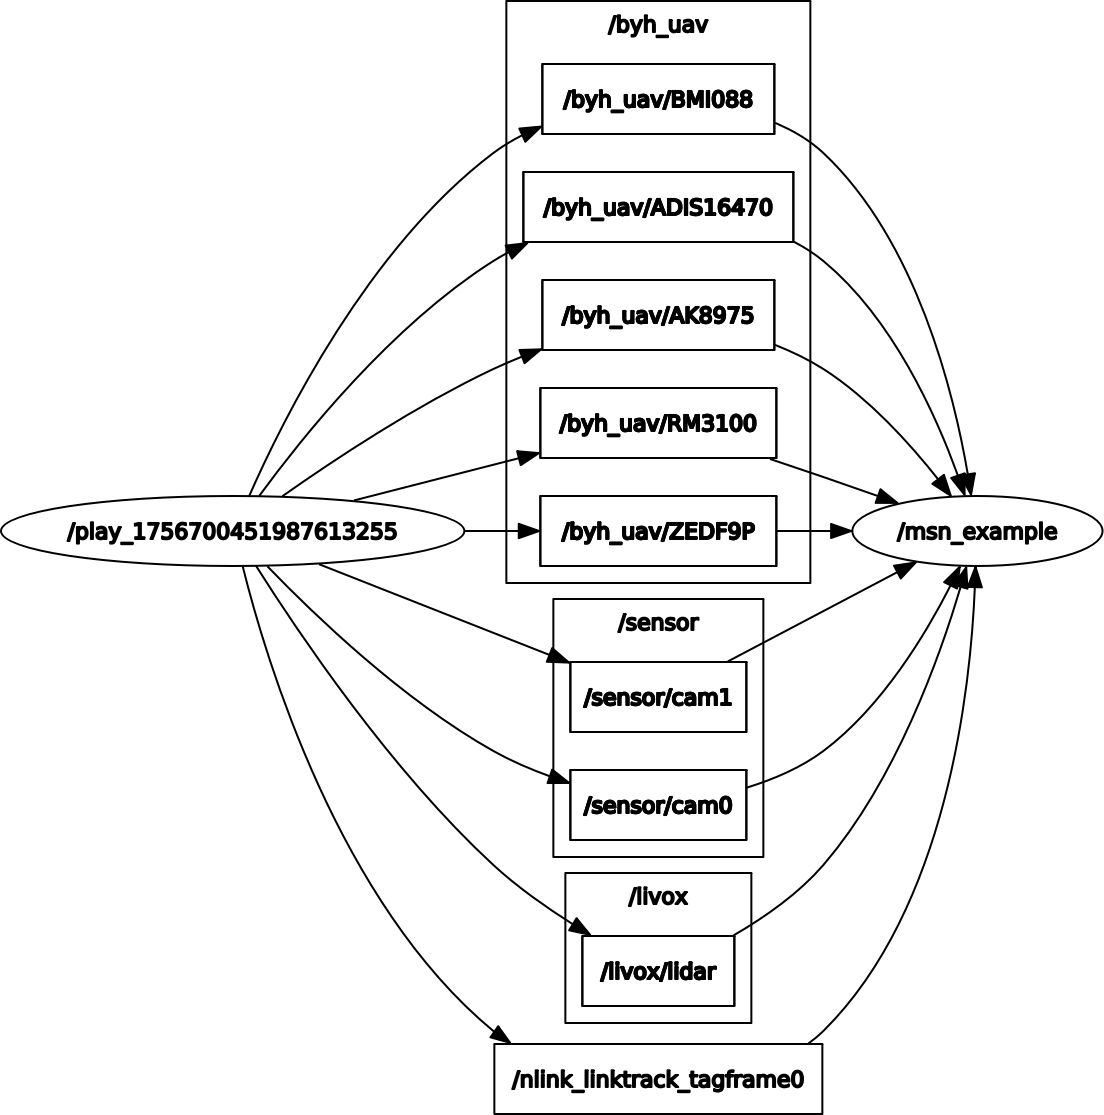 /byh_uav
/byh_uav/BMI088
/byh_uav/ADIS16470
/byh_uav/AK8975
/byh_uav/RM3100
/play_1756700451987613255
/byh_uav/ZEDF9P
/msn_example
/sensor
/sensor/cam1
/sensor/cam0
/livox
/livox/lidar
/nlink_linktrack_tagframe0